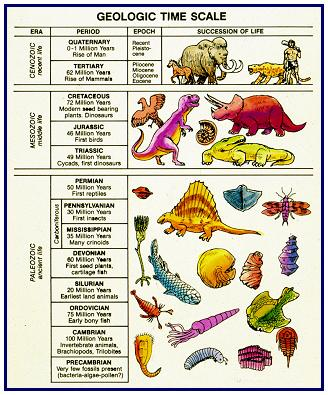 GEOLOGIC TIME SCALE
ERA PERIOD EPOCH SUCCESSION OF LIFE
CENOZOIC
recent life
QUATERNARY
0-1 Million Years
Rise of Man
Recent
Pleisto-
cene
TERTIARY
62 Million Years
Rise of Mammals
Pliocene
Miocene
Oligocene
Eocene
MESOZOIC
middle life
CRETACEOUS
72 Million Years
Modern seed bearing
plants. Dinosaurs
JURASSIC
46 Million Years
First birds
TRIASSIC
49 Million Years
Cycads, first dinosaurs
PALEOZOIC
ancient life
PERMIAN
50 Million Years
First reptiles
Carboniferous
PENNSYLVANIAN
30 Million Years
First insects
MISSISSIPPIAN
35 Million Years
Many crinoids
DEVONIAN
60 Million Years
First seed plants,
cartilage fish
SILURIAN
20 Million Years
Earliest land animals
ORDOVICIAN
75 Million Years
Early bony fish
CAMBRIAN
100 Million Years
Invertebrate animals,
Brachiopods, Trilobites
PRECAMBRIAN
Very few fossils present
(bacteria-algae-pollen?)